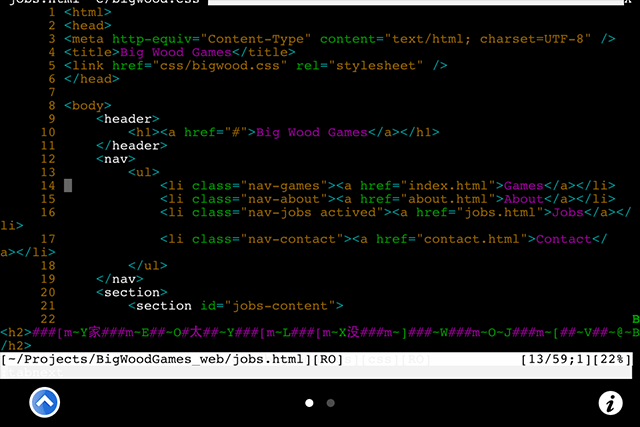 jobs.html c/bigwood.css X
1 <html>
2 <head>
3 <meta http-equiv="Content-Type" content="text/html; charset=UTF-8" />
4 <title>Big Wood Games</title>
5 <link href="css/bigwood.css" rel="stylesheet" />
6 </head>
7
8 <body>
9 <header>
10 <h1><a href="#">Big Wood Games</a></h1>
11 </header>
12 <nav>
13 <ul>
14 <li class="nav-games"><a href="index.html">Games</a></li>
15 <li class="nav-about"><a href="about.html">About</a></li>
16 <li class="nav-jobs actived"><a href="jobs.html">Jobs</a></
li>
17 <li class="nav-contact"><a href="contact.html">Contact</
a></li>
18 </ul>
19 </nav>
20 <section>
21 <section id="jobs-content">
22 B
<h2>###[m~Y家###m~E##~O#太##~Y###[m~L###[m~X没###m~]###~W###m~O~J###m~[##~V##~@~B
/h2>
[~/Projects/BigWoodGames_web/jobs.html][RO] [13/59;1][22%]
:tabnext